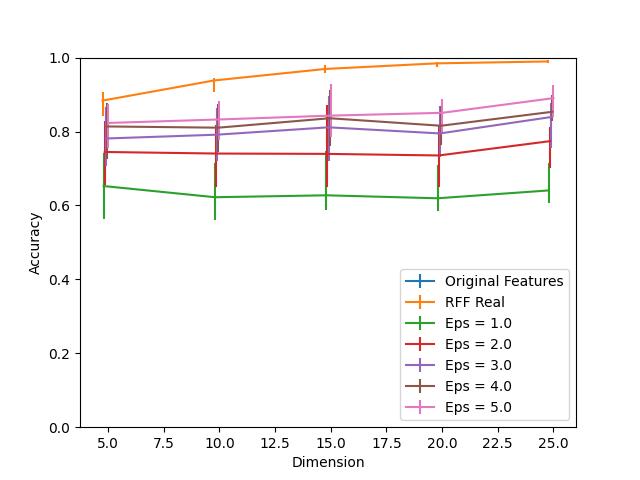 1.0
0.8
0.6
0.4
0.2
0.0
Accuracy
Original Features
RFF Real
Eps = 1.0
Eps = 2.0
Eps = 3.0
Eps = 4.0
Eps = 5.0
5.0 7.5 10.0 12.5 15.0 17.5 20.0 22.5 25.0
Dimension